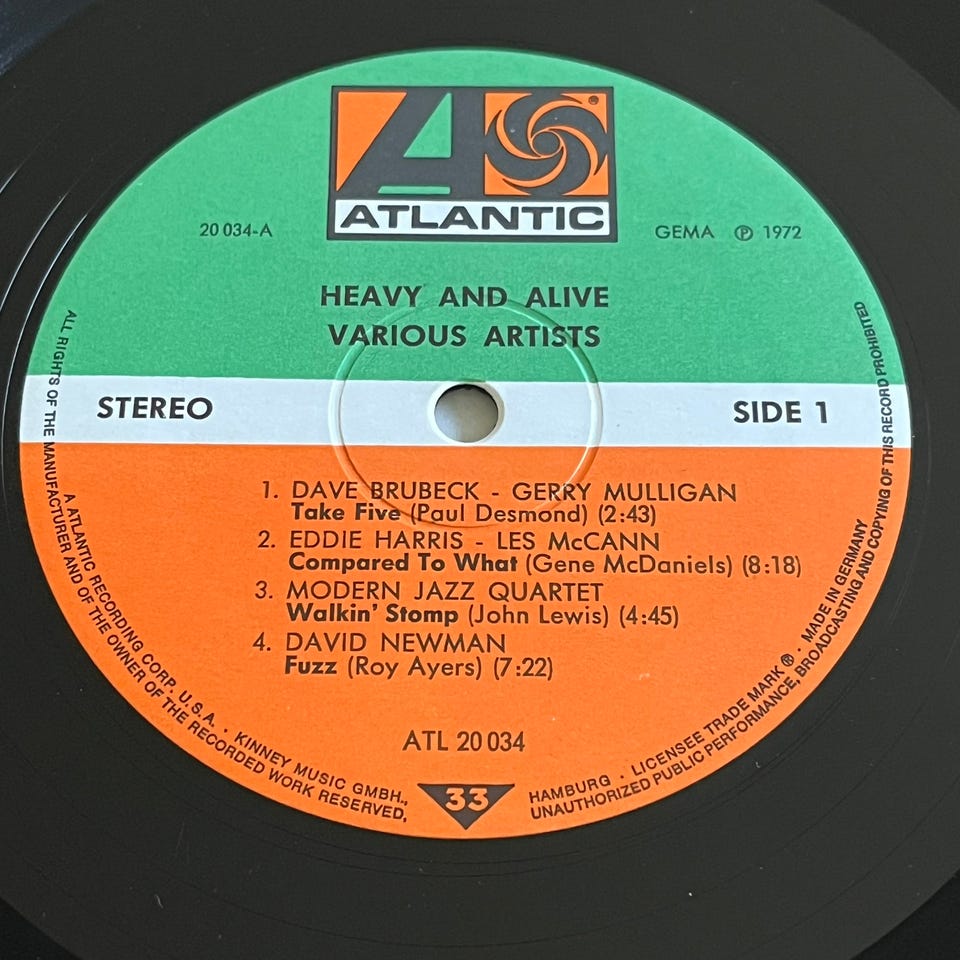 ATLANTIC
®
20 034-A
GEMA ℗ 1972
HEAVY AND ALIVE
VARIOUS ARTISTS
STEREO
SIDE 1
1. DAVE BRUBECK - GERRY MULLIGAN
Take Five (Paul Desmond) (2:43)
2. EDDIE HARRIS - LES McCANN
Compared To What (Gene McDaniels) (8:18)
3. MODERN JAZZ QUARTET
Walkin' Stomp (John Lewis) (4:45)
4. DAVID NEWMAN
Fuzz (Roy Ayers) (7:22)
ATL 20 034
33
A ATLANTIC RECORDING CORP. U.S.A. · KINNEY MUSIC GMBH., HAMBURG · LICENSEE TRADE MARK ® · MADE IN GERMANY
ALL RIGHTS OF THE MANUFACTURER AND OF THE OWNER OF THE RECORDED WORK RESERVED, UNAUTHORIZED PUBLIC PERFORMANCE, BROADCASTING AND COPYING OF THIS RECORD PROHIBITED